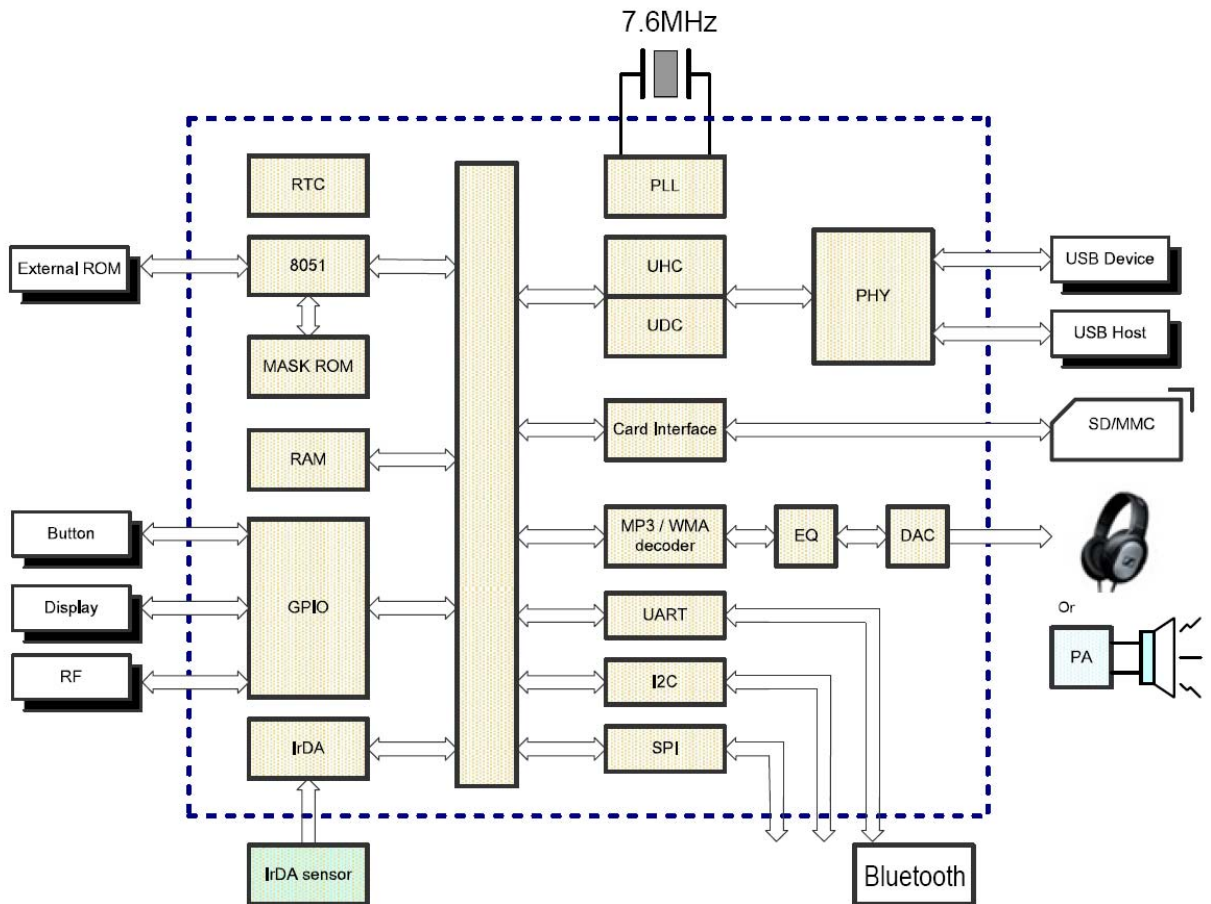 7.6MHz
RTC
PLL
External ROM
8051
UHC
UDC
PHY
USB Device
USB Host
MASK ROM
Card Interface
SD/MMC
RAM
Button
Display
RF
GPIO
MP3 / WMA
decoder
EQ
DAC
Or
PA
UART
I2C
SPI
IrDA
IrDA sensor
Bluetooth